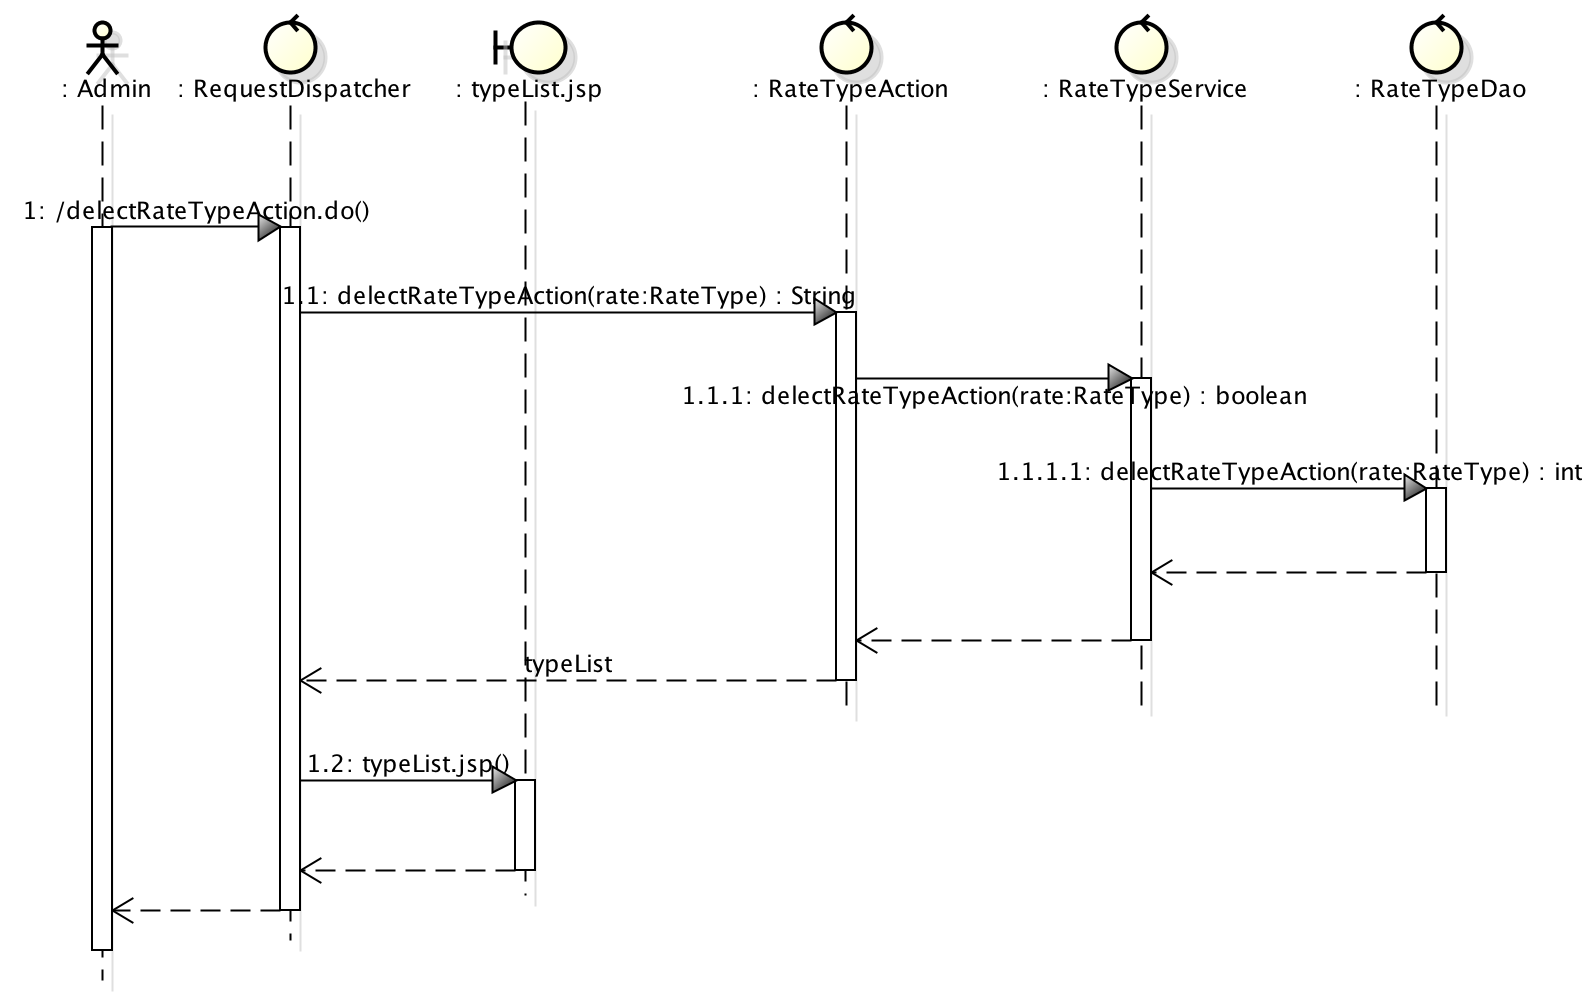 : Admin
: RequestDispatcher
: typeList.jsp
: RateTypeAction
: RateTypeService
: RateTypeDao
1: /delectRateTypeAction.do()
1.1: delectRateTypeAction(rate:RateType) : String
1.1.1: delectRateTypeAction(rate:RateType) : boolean
1.1.1.1: delectRateTypeAction(rate:RateType) : int
typeList
1.2: typeList.jsp()